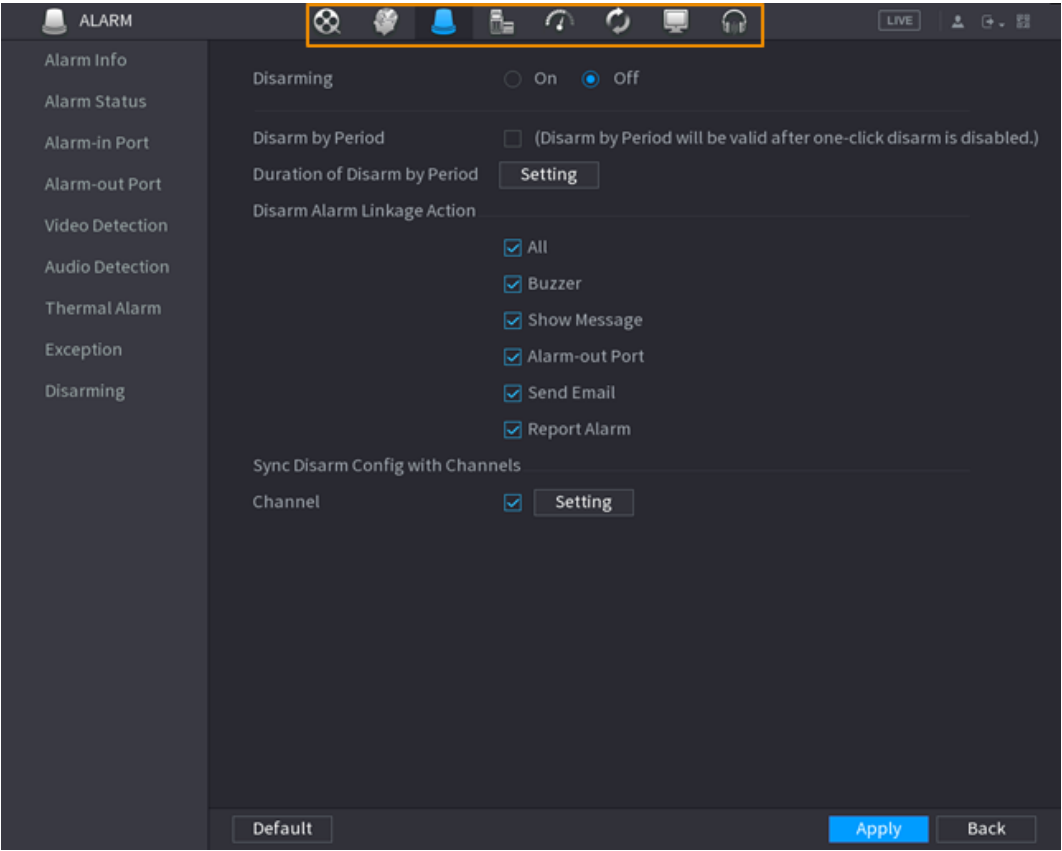 ALARM LIVE
Alarm Info
Alarm Status
Alarm-in Port
Alarm-out Port
Video Detection
Audio Detection
Thermal Alarm
Exception
Disarming
Disarming On Off
Disarm by Period (Disarm by Period will be valid after one-click disarm is disabled.)
Duration of Disarm by Period Setting
Disarm Alarm Linkage Action
All
Buzzer
Show Message
Alarm-out Port
Send Email
Report Alarm
Sync Disarm Config with Channels
Channel Setting
Default Apply Back